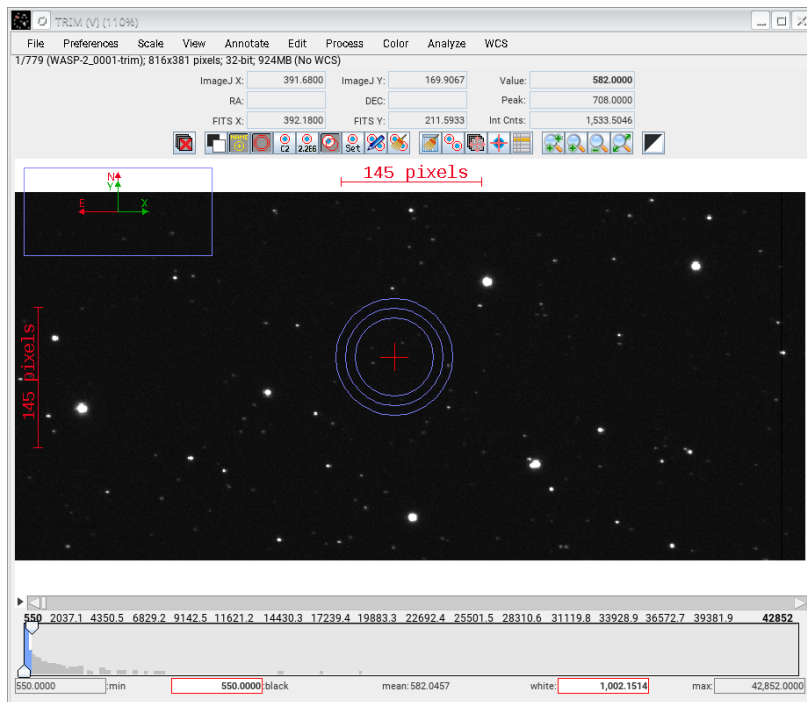 TRIM (V) (110%)
File Preferences Scale View Annotate Edit Process Color Analyze WCS
1/779 (WASP-2_0001-trim); 816x381 pixels; 32-bit; 924MB (No WCS)
ImageJ X: 391.6800 ImageJ Y: 169.9067 Value: 582.0000
RA: DEC: Peak: 708.0000
FITS X: 392.1800 FITS Y: 211.5933 Int Cnts: 1,533.5046
NAME C2 2.2E6 Set
145 pixels
N
Y
E X
145 pixels
550 2037.1 4350.5 6829.2 9142.5 11621.2 14430.3 17239.4 19883.3 22692.4 25501.5 28310.6 31119.8 33928.9 36572.7 39381.9 42852
550.0000 :min 550.0000 :black mean: 582.0457 white: 1,002.1514 max: 42,852.0000